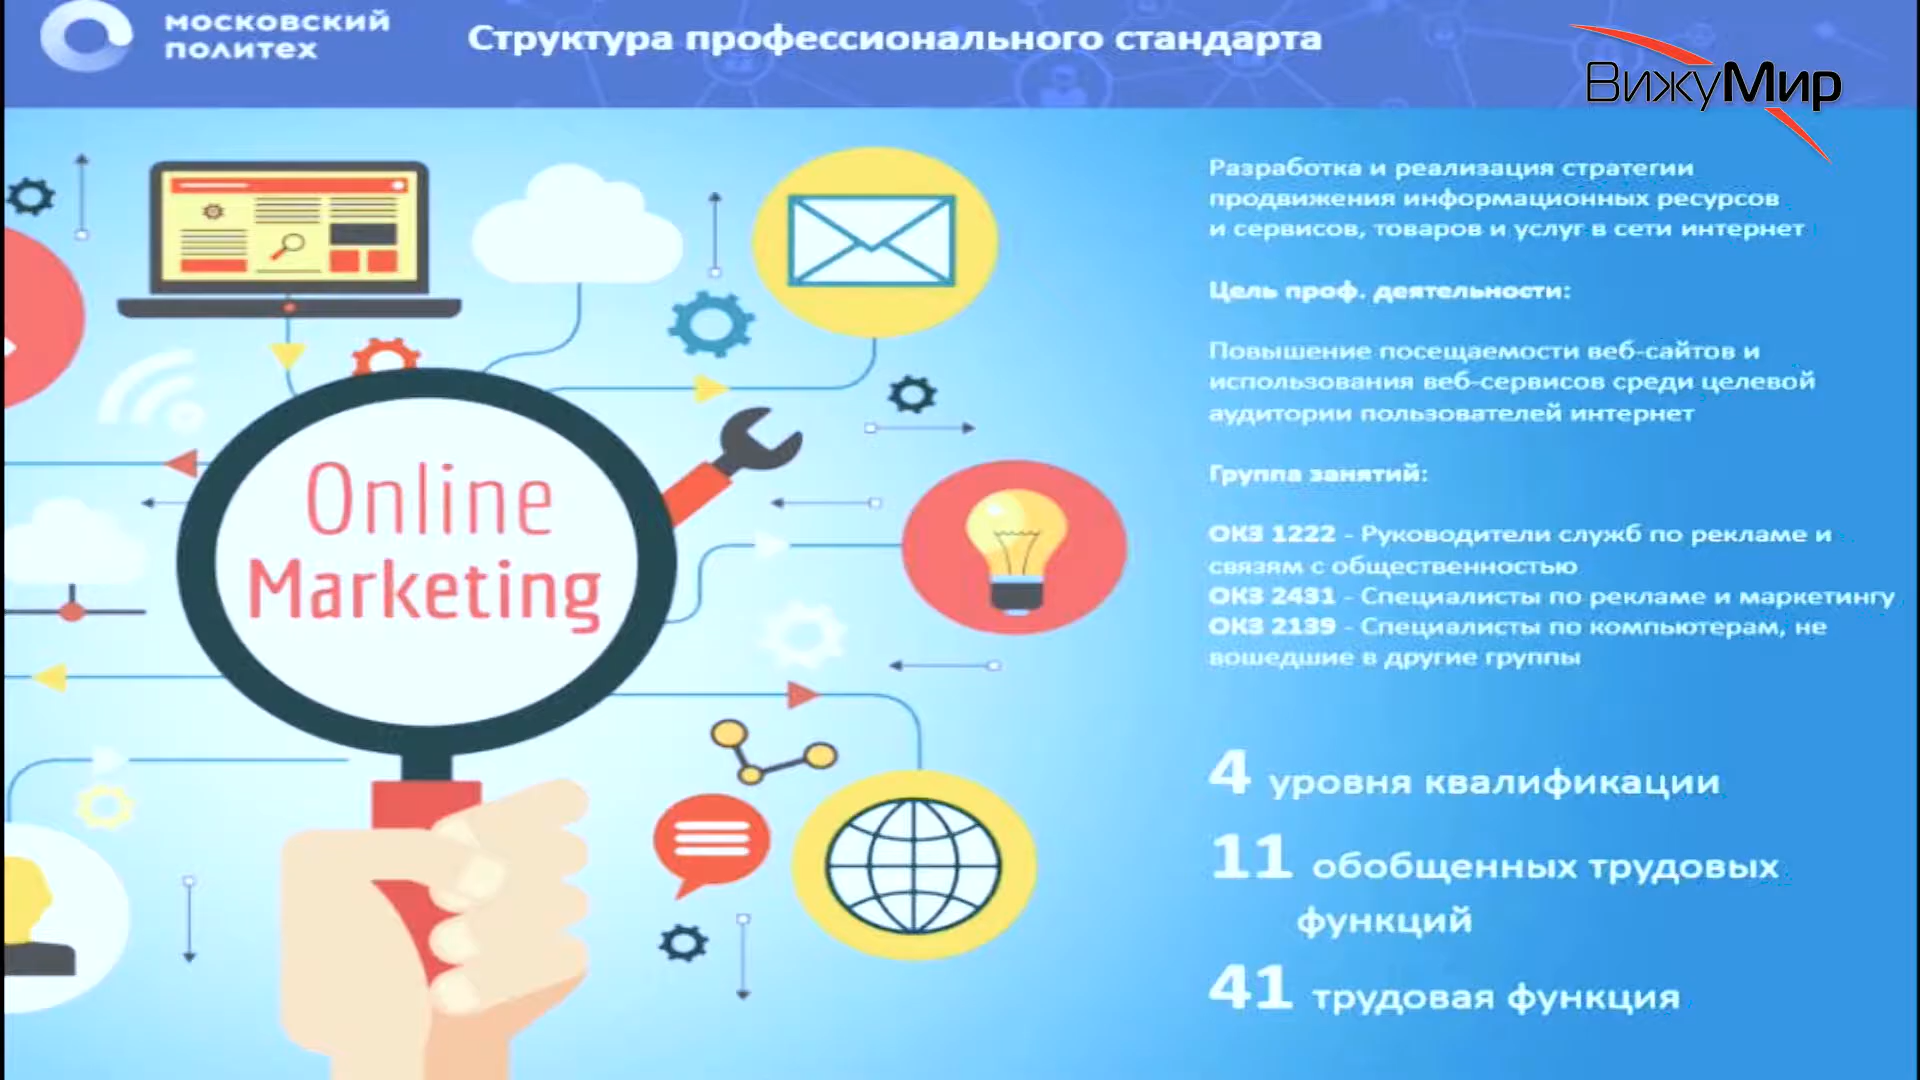 МОСКОВСКИЙ
ПОЛИТЕХ
Структура профессионального стандарта
ВижуМир
Разработка и реализация стратегии
продвижения информационных ресурсов
и сервисов, товаров и услуг в сети интернет
Цель проф. деятельности:
Повышение посещаемости веб-сайтов и
использования веб-сервисов среди целевой
аудитории пользователей интернет
Группа занятий:
ОКЗ 1222 - Руководители служб по рекламе и
связям с общественностью
ОКЗ 2431 - Специалисты по рекламе и маркетингу
ОКЗ 2139 - Специалисты по компьютерам, не
вошедшие в другие группы
4 уровня квалификации
11 обобщенных трудовых
функций
41 трудовая функция
Online
Marketing